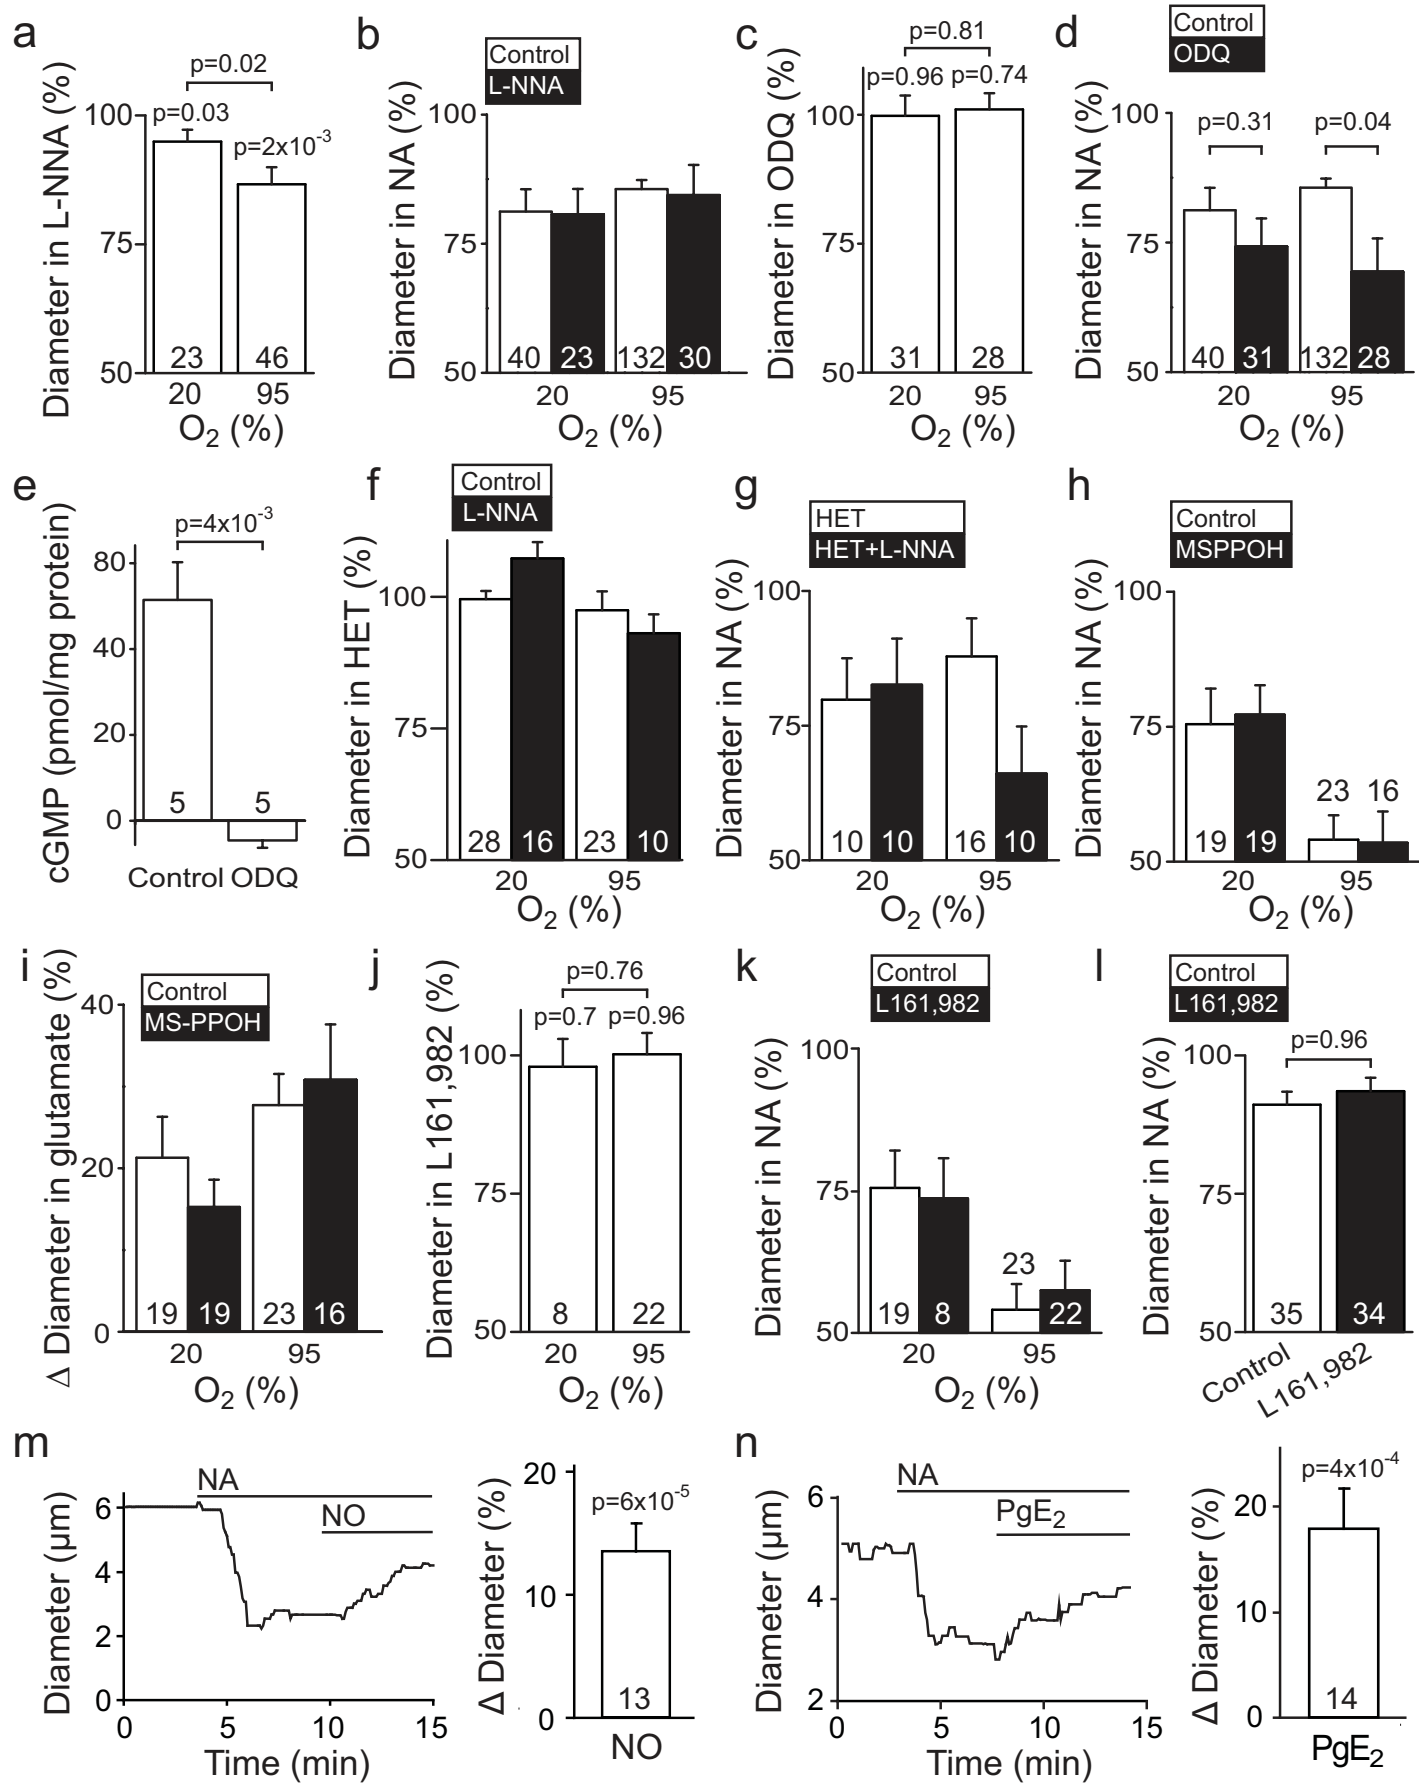 a
Diameter in L-NNA (%)
p=0.02
p=0.03
p=2x10-3
100
75
50
23
46
20
95
O2 (%)
b
Control
L-NNA
Diameter in NA (%)
100
75
50
40
23
132
30
20
95
O2 (%)
c
Diameter in ODQ (%)
p=0.81
p=0.96
p=0.74
100
75
50
31
28
20
95
O2 (%)
d
Control
ODQ
Diameter in NA (%)
p=0.31
p=0.04
100
75
50
40
31
132
28
20
95
O2 (%)
e
cGMP (pmol/mg protein)
p=4x10-3
80
40
20
0
5
5
Control
ODQ
f
Control
L-NNA
Diameter in HET (%)
100
75
50
28
16
23
10
20
95
O2 (%)
g
HET
HET+L-NNA
Diameter in NA (%)
100
75
50
10
10
16
10
20
95
O2 (%)
h
Control
MSPPOH
Diameter in NA (%)
100
75
50
19
19
23
16
20
95
O2 (%)
i
Control
MS-PPOH
Δ Diameter in glutamate (%)
40
20
0
19
19
23
16
20
95
O2 (%)
j
Diameter in L161,982 (%)
p=0.76
p=0.7
p=0.96
100
75
50
8
22
20
95
O2 (%)
k
Control
L161,982
Diameter in NA (%)
100
75
50
19
8
23
22
20
95
O2 (%)
l
Control
L161,982
Diameter in NA (%)
p=0.96
100
75
50
35
34
Control
L161,982
m
Diameter (μm)
NA
NO
6
4
2
0
0
5
10
15
Time (min)
Δ Diameter (%)
p=6x10-5
20
10
0
13
NO
n
Diameter (μm)
NA
PgE2
6
4
2
0
5
10
15
Time (min)
Δ Diameter (%)
p=4x10-4
20
10
0
14
PgE2